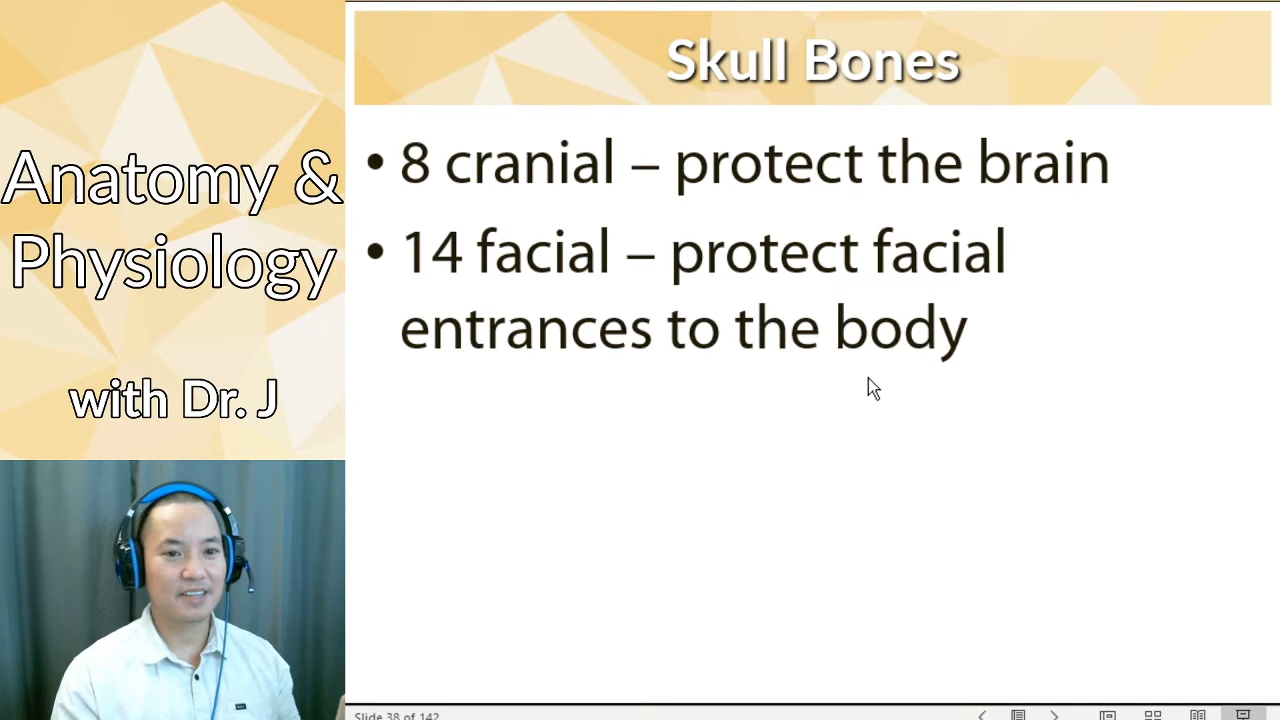 Anatomy &
Physiology
with Dr. J
Skull Bones
• 8 cranial – protect the brain
• 14 facial – protect facial
entrances to the body
Slide 38 of 142